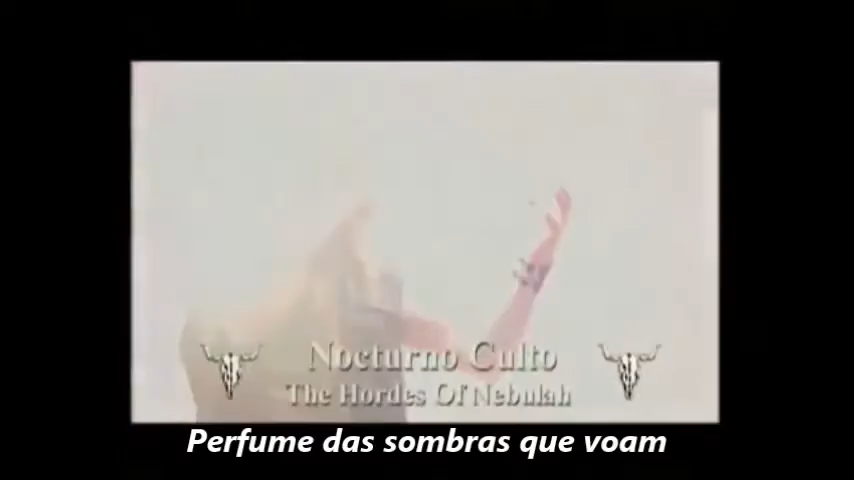 Nocturno Culto
The Hordes Of Nebulah
Perfume das sombras que voam